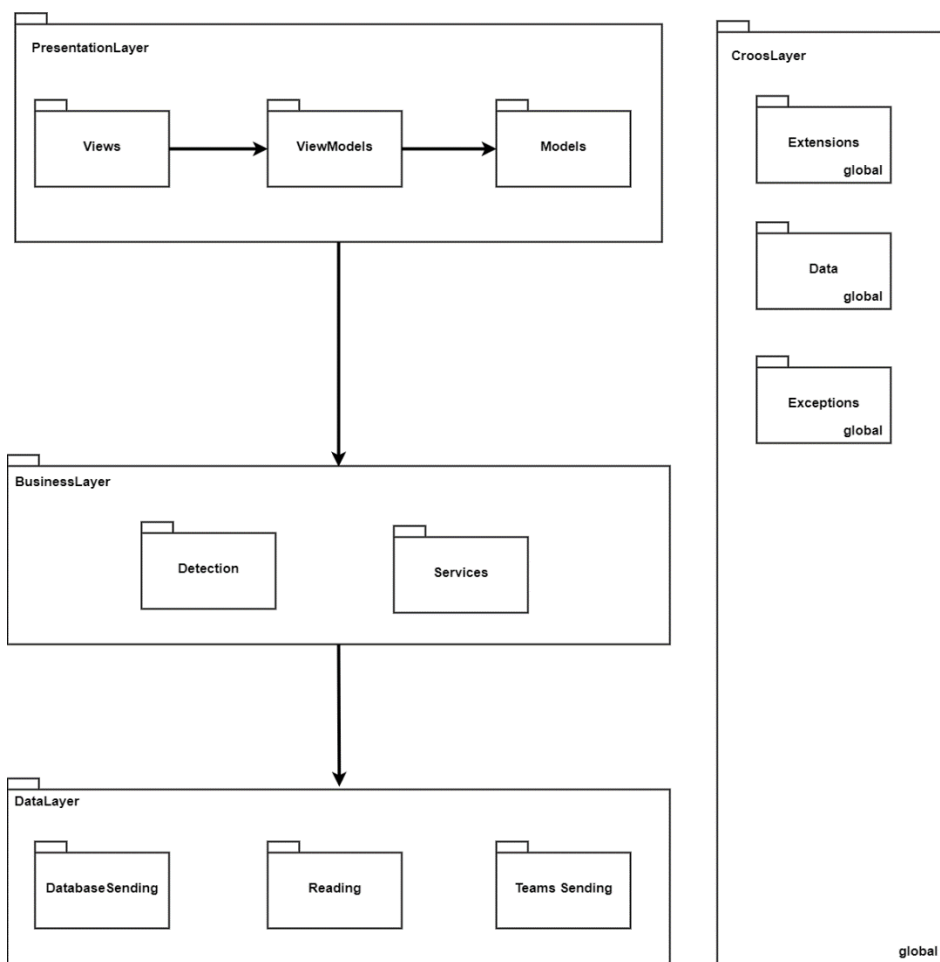 PresentationLayer
Views
ViewModels
Models
CroosLayer
Extensions
global
Data
global
Exceptions
global
BusinessLayer
Detection
Services
DataLayer
DatabaseSending
Reading
Teams Sending
global